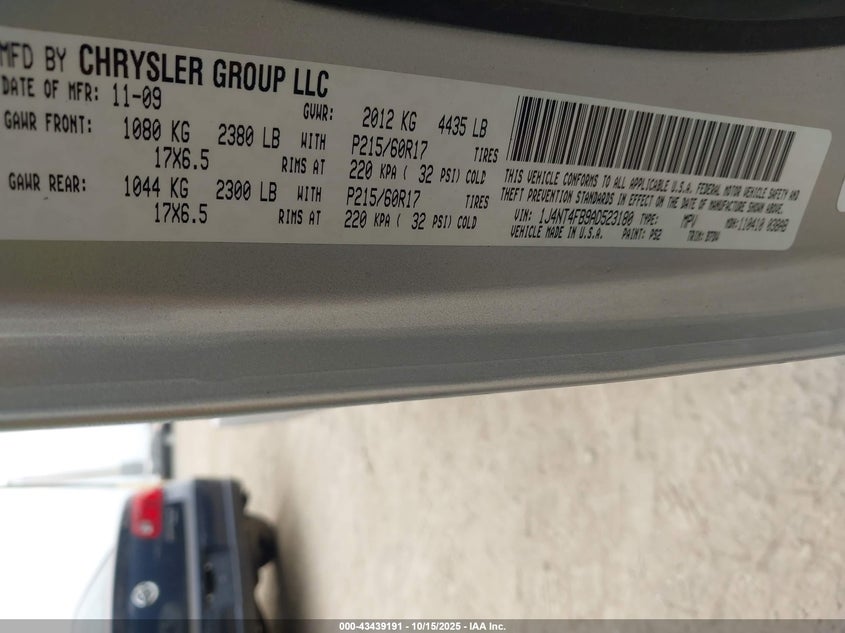 MFD BY CHRYSLER GROUP LLC
DATE OF MFR: 11-09 GVWR: 2012 KG 4435 LB
GAWR FRONT: 1080 KG 2380 LB WITH P215/60R17 TIRES
17X6.5 RIMS AT 220 KPA ( 32 PSI) COLD
GAWR REAR: 1044 KG 2300 LB WITH P215/60R17 TIRES
17X6.5 RIMS AT 220 KPA ( 32 PSI) COLD
THIS VEHICLE CONFORMS TO ALL APPLICABLE U.S.A. FEDERAL MOTOR VEHICLE SAFETY AND
THEFT PREVENTION STANDARDS IN EFFECT ON THE DATE OF MANUFACTURE SHOWN ABOVE.
VIN: 1J4NT4FB9AD523180 TYPE: MPV MDH: 110410 030AB
VEHICLE MADE IN U.S.A. PAINT: PS2 TRIM:
000-43439191 - 10/15/2025 - IAA Inc.